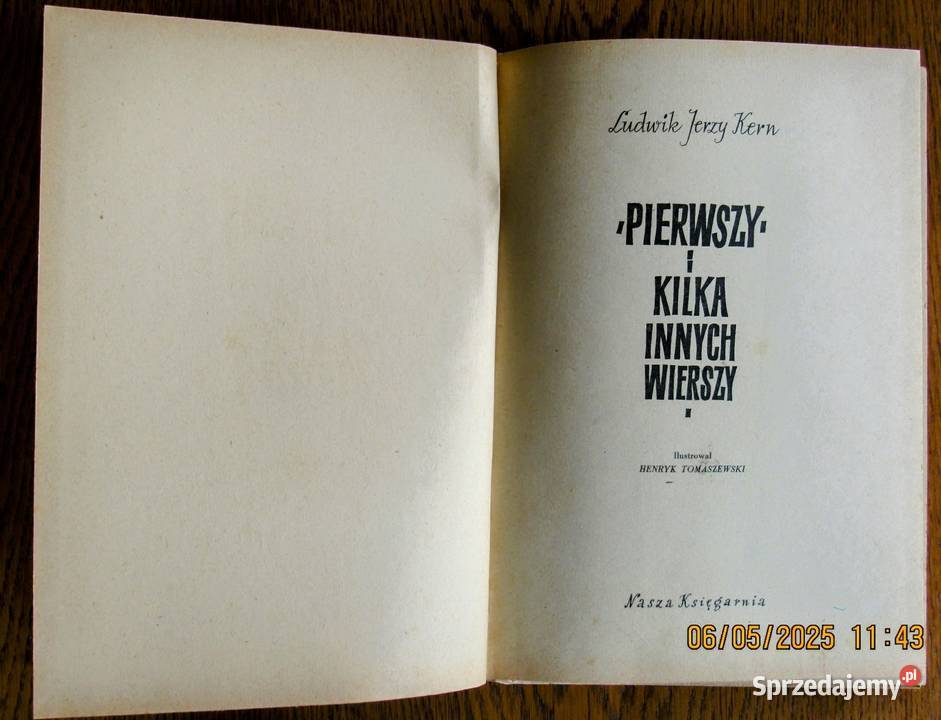 Ludwik Jerzy Kern
"PIERWSZY"
i
KILKA
INNYCH
WIERSZY
Ilustrował
HENRYK TOMASZEWSKI
Nasza Księgarnia
06/05/2025 11:43
Sprzedajemy.pl